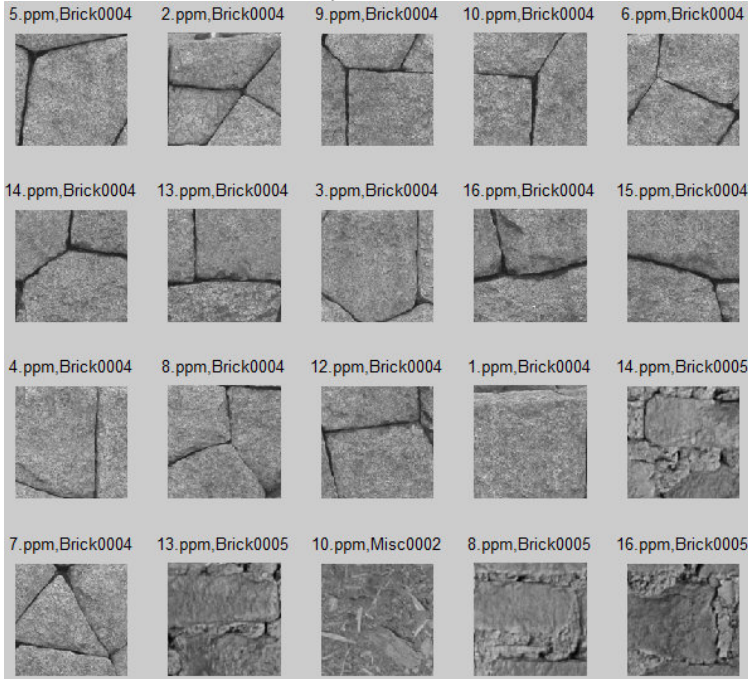 5.ppm,Brick0004 2.ppm,Brick0004 9.ppm,Brick0004 10.ppm,Brick0004 6.ppm,Brick0004
14.ppm,Brick0004 13.ppm,Brick0004 3.ppm,Brick0004 16.ppm,Brick0004 15.ppm,Brick0004
4.ppm,Brick0004 8.ppm,Brick0004 12.ppm,Brick0004 1.ppm,Brick0004 14.ppm,Brick0005
7.ppm,Brick0004 13.ppm,Brick0005 10.ppm,Misc0002 8.ppm,Brick0005 16.ppm,Brick0005